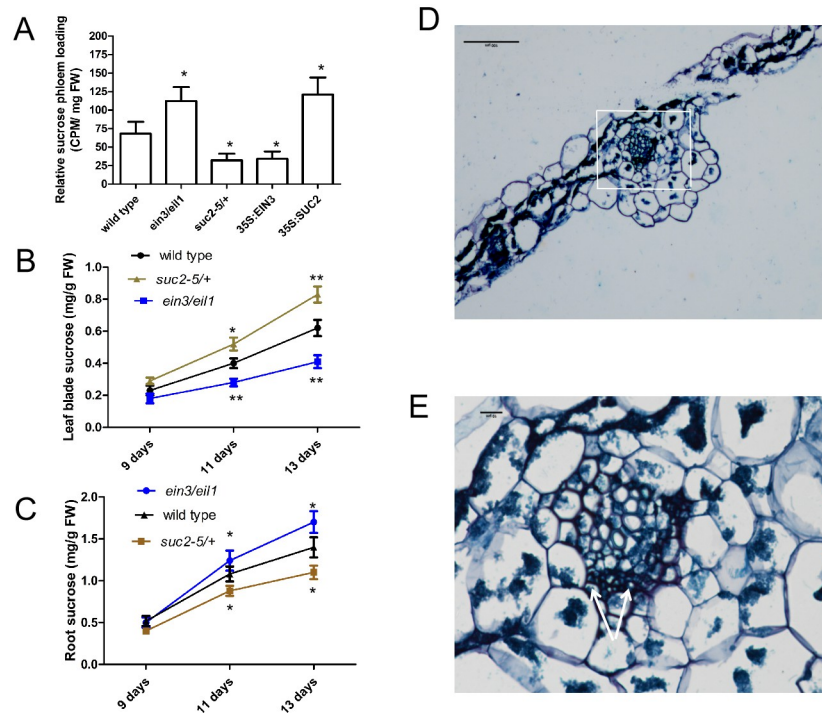 A
Relative sucrose phloem loading
(CPM/ mg FW)
200
175
150
125
100
75
50
25
0
*
*
*
*
wild type
ein3/eil1
suc2-5/+
35S:EIN3
35S:SUC2
B
wild type
suc2-5/+
ein3/eil1
Leaf blade sucrose (mg/g FW)
1.0
0.8
0.6
0.4
0.2
0.0
*
**
**
**
9 days
11 days
13 days
C
ein3/eil1
wild type
suc2-5/+
Root sucrose (mg/g FW)
2.0
1.5
1.0
0.5
0.0
*
*
*
*
9 days
11 days
13 days
D
E